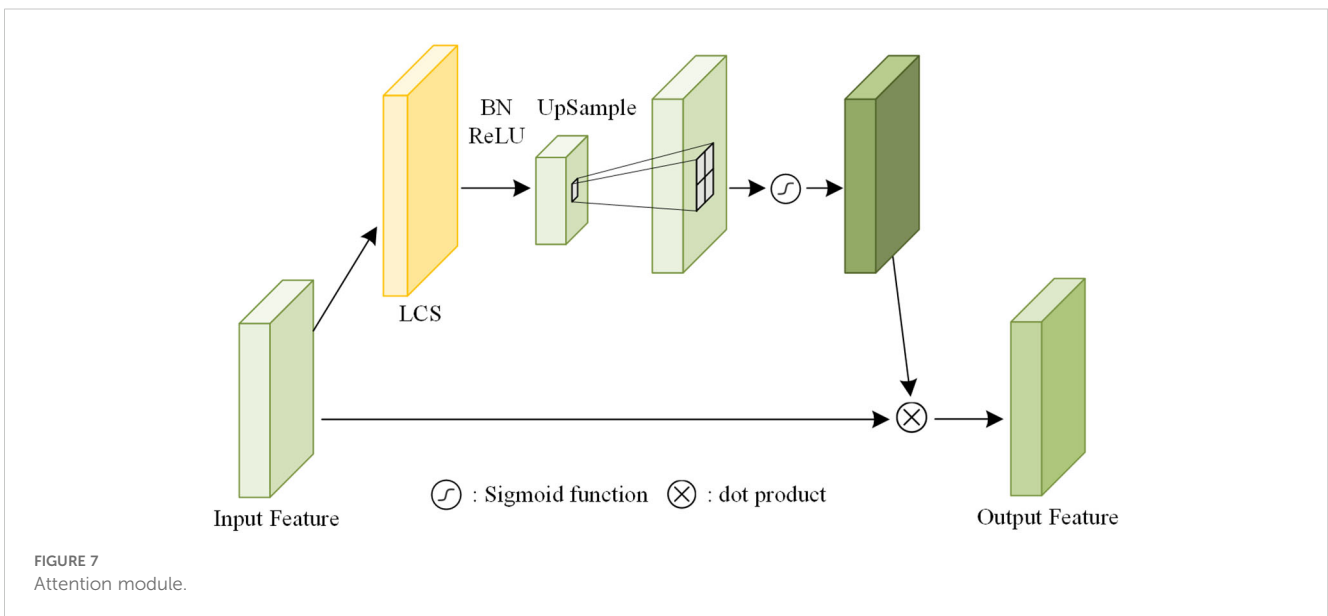 BN
ReLU
UpSample
LCS
Input Feature
: Sigmoid function
: dot product
Output Feature
FIGURE 7
Attention module.